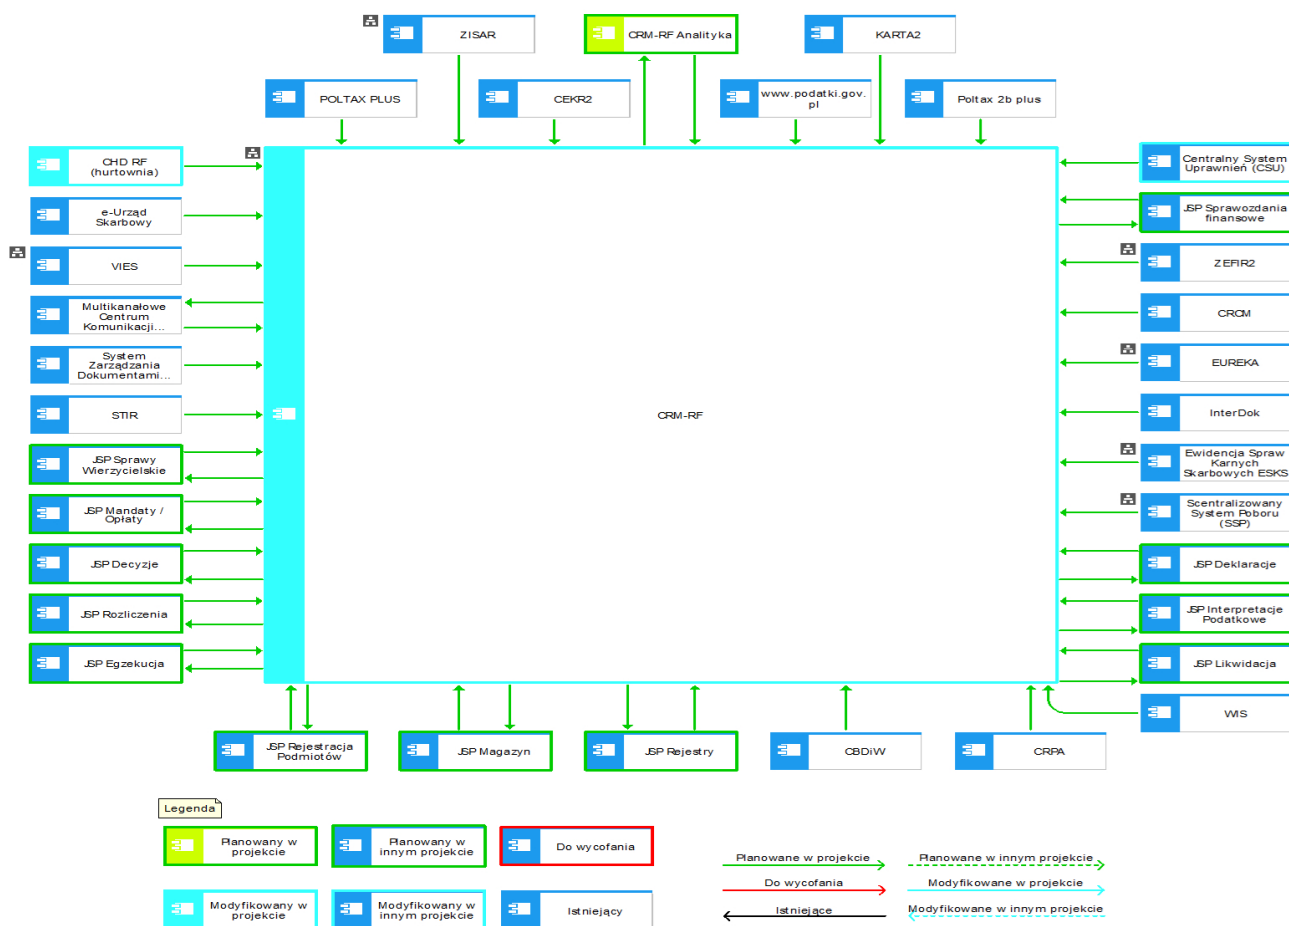 ZISAR
CRM-RF Analityka
KARTA2
POLTAX PLUS
CEKR2
www.podatki.gov.
pl
Poltax 2b plus
CHD RF
(hurtownia)
e-Urząd
Skarbowy
VIES
Multikanałowe
Centrum
Komunikacji...
System
Zarządzania
Dokumentami...
STIR
JSP Sprawy
Wierzycielskie
JSP Mandaty /
Opłaty
JSP Decyzje
JSP Rozliczenia
JSP Egzekucja
CRM-RF
Centralny System
Uprawnień (CSU)
JSP Sprawozdania
finansowe
ZEFIR2
CRCM
EUREKA
InterDok
Ewidencja Spraw
Karnych
Skarbowych ESKS
Scentralizowany
System Poboru
(SSP)
JSP Deklaracje
JSP Interpretacje
Podatkowe
JSP Likwidacja
WIS
JSP Rejestracja
Podmiotów
JSP Magazyn
JSP Rejestry
CBDiW
CRPA
Legenda
Planowany w
projekcie
Planowany w
innym projekcie
Do wycofania
Modyfikowany w
projekcie
Modyfikowany w
innym projekcie
Istniejący
Planowane w projekcie
Planowane w innym projekcie
Do wycofania
Modyfikowane w projekcie
Istniejące
Modyfikowane w innym projekcie